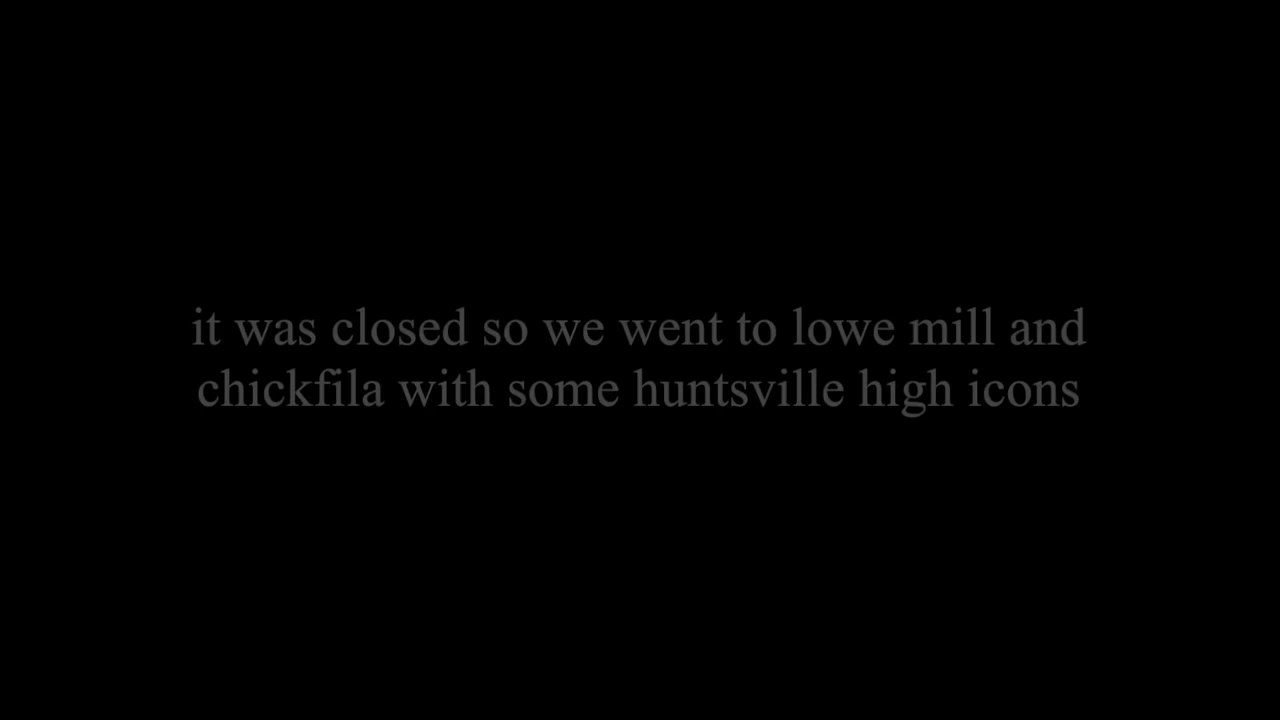 it was closed so we went to lowe mill and
chickfila with some huntsville high icons